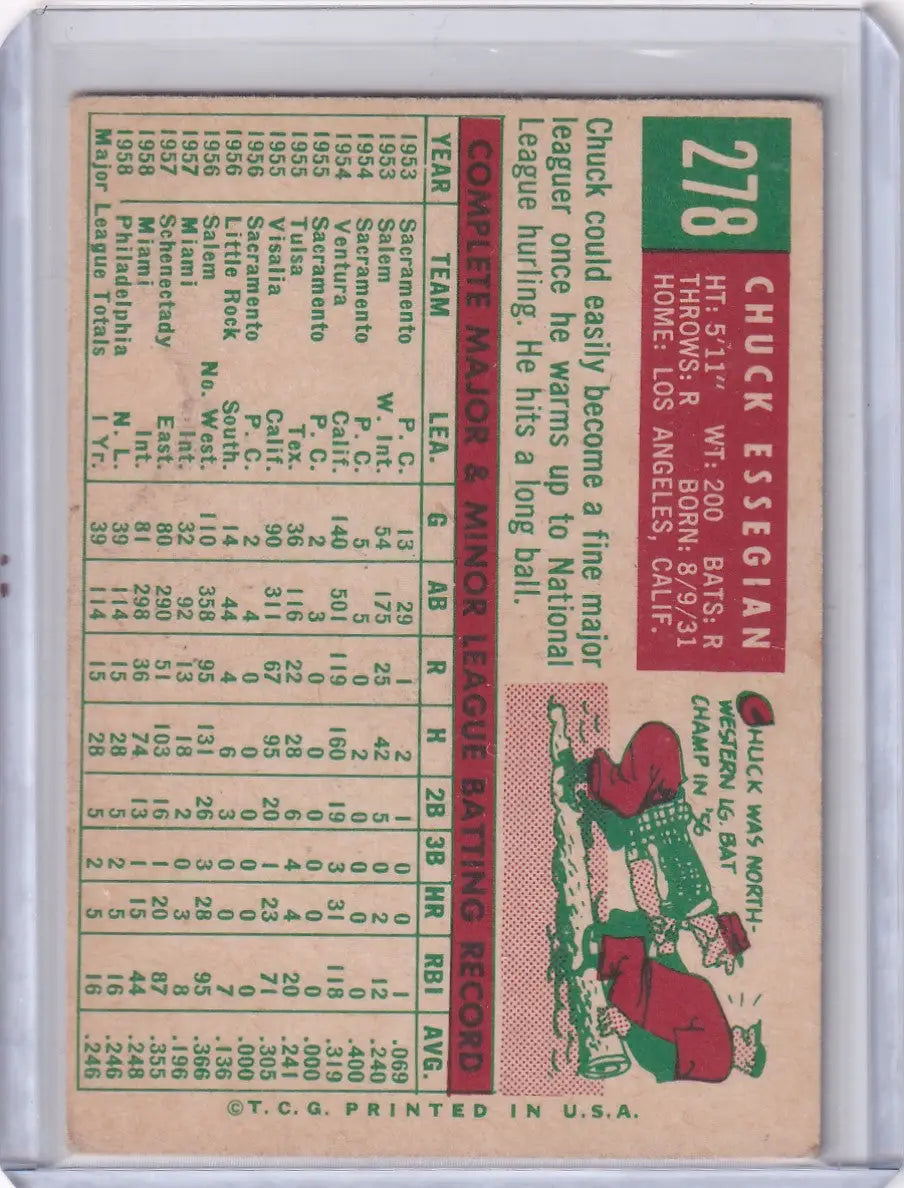 278
CHUCK ESSEGIAN
HT: 5'11" WT: 200 BATS: R
THROWS: R BORN: 8/9/31
HOME: LOS ANGELES, CALIF.
Chuck could easily become a fine major
leaguer once he warms up to National
League hurling. He hits a long ball.
CHUCK WAS NORTH-
WESTERN LG. BAT
CHAMP IN '56
COMPLETE MAJOR & MINOR LEAGUE BATTING RECORD
YEAR TEAM LEA. G AB R H 2B 3B HR RBI AVG.
1953 Sacramento P. C. 13 29 1 2 1 0 0 1 .069
1953 Salem W. Int. 54 175 25 42 5 0 2 12 .240
1954 Sacramento P. C. 5 5 0 2 0 0 0 0 .400
1954 Ventura Calif. 140 501 119 160 19 3 31 118 .319
1955 Sacramento P. C. 2 3 0 0 0 0 0 0 .000
1955 Tulsa Tex. 36 116 22 28 6 4 4 20 .241
1955 Visalia Calif. 90 311 67 95 20 1 23 71 .305
1956 Sacramento P. C. 2 4 0 0 0 0 0 0 .000
1956 Little Rock South. 14 44 4 6 3 0 0 7 .136
1956 Salem No. West. 110 358 95 131 26 3 28 95 .366
1957 Miami Int. 32 92 13 18 2 0 3 8 .196
1957 Schenectady East. 80 290 51 103 16 1 20 87 .355
1958 Miami Int. 81 298 36 74 13 1 15 44 .248
1958 Philadelphia N. L. 39 114 15 28 5 2 5 16 .246
Major League Totals 1 Yr. 39 114 15 28 5 2 5 16 .246
©T. C. G. PRINTED IN U.S.A.